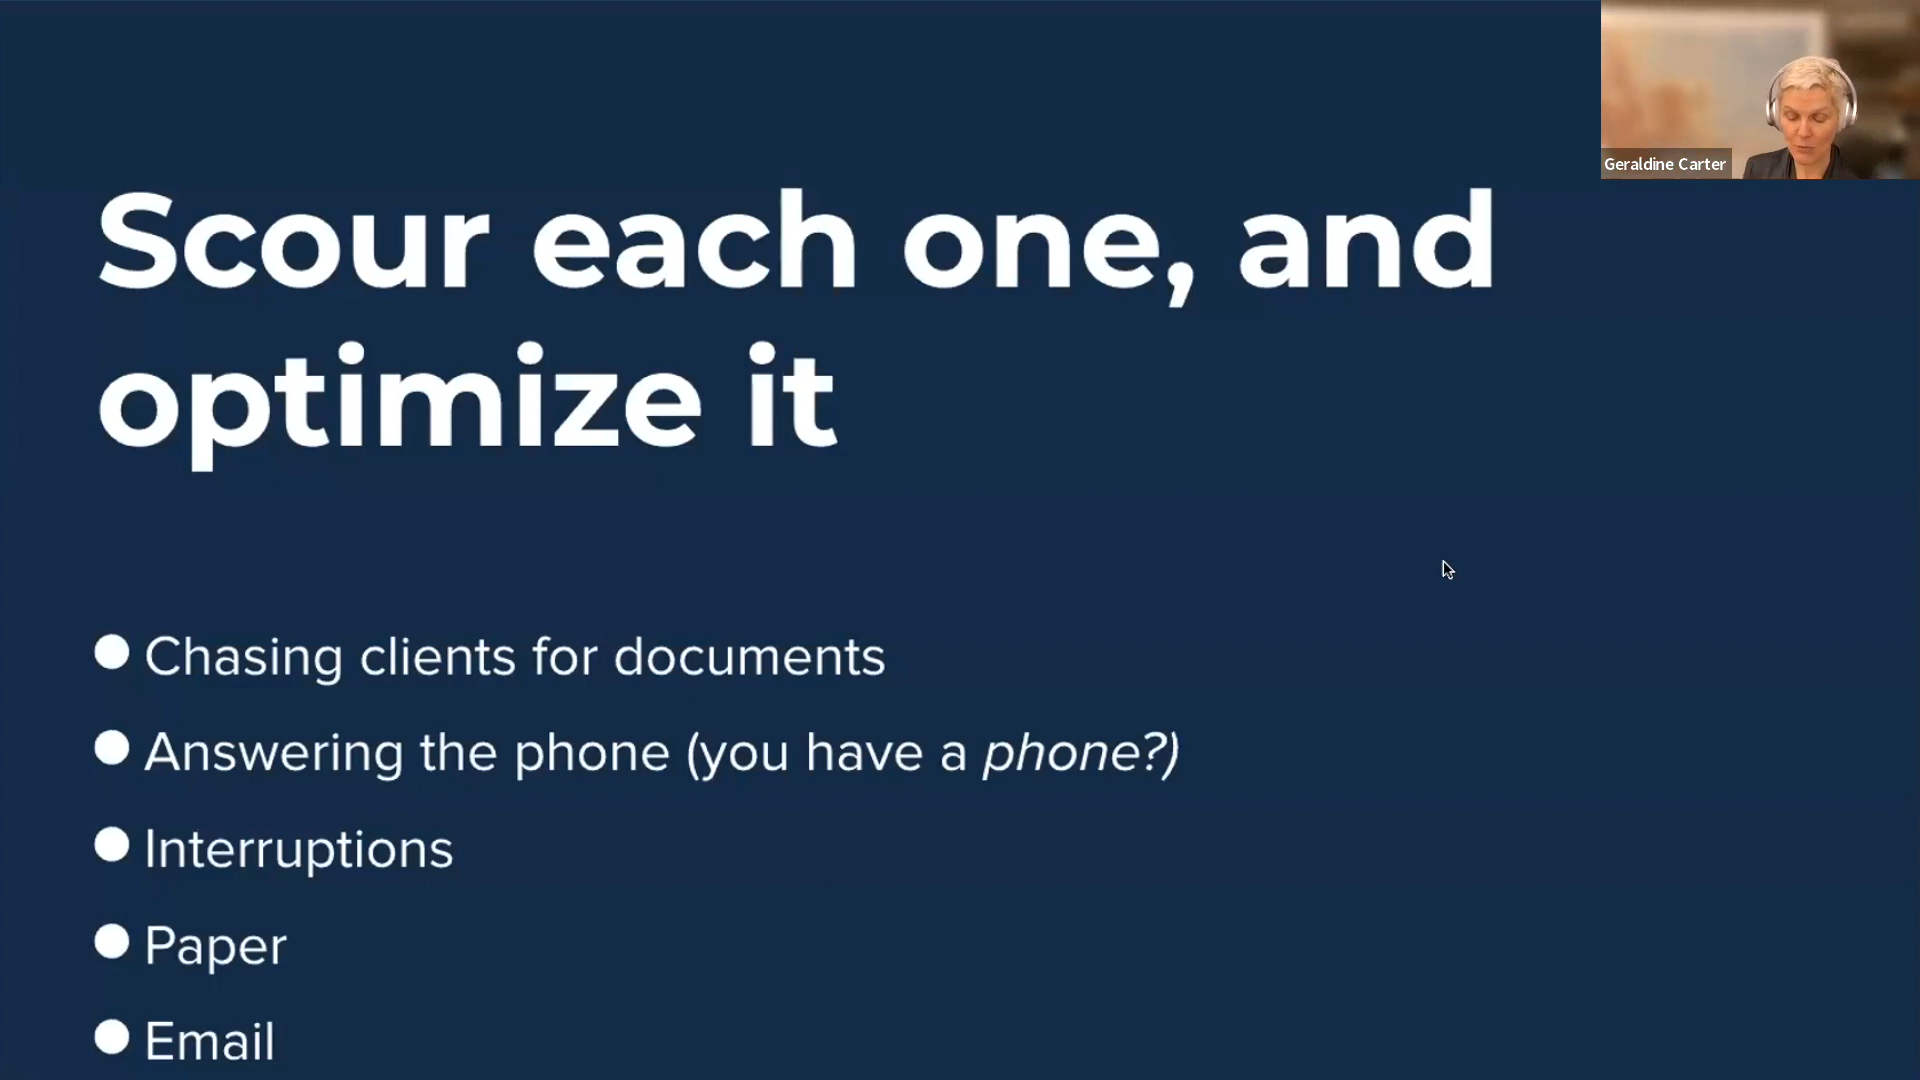 Geraldine Carter
Scour each one, and
optimize it
Chasing clients for documents
Answering the phone (you have a phone?)
Interruptions
Paper
Email